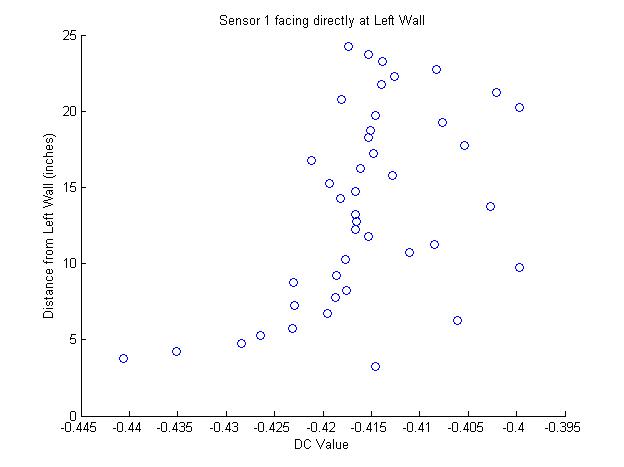 Sensor 1 facing directly at Left Wall
25
20
15
10
5
0
Distance from Left Wall (inches)
-0.445 -0.44 -0.435 -0.43 -0.425 -0.42 -0.415 -0.41 -0.405 -0.4 -0.395
DC Value